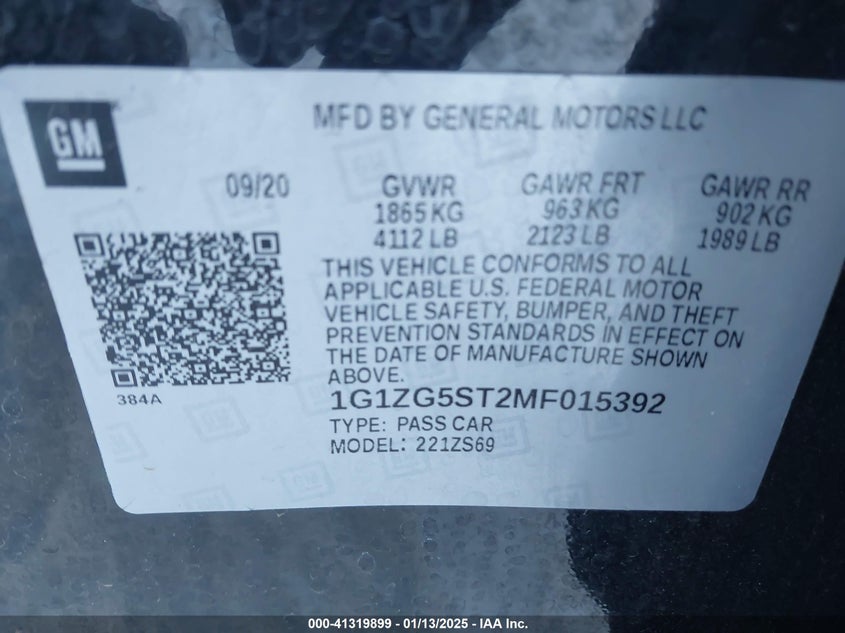 GM
MFD BY GENERAL MOTORS LLC
09/20 GVWR GAWR FRT GAWR RR
1865 KG 963 KG 902 KG
4112 LB 2123 LB 1989 LB
THIS VEHICLE CONFORMS TO ALL
APPLICABLE U.S. FEDERAL MOTOR
VEHICLE SAFETY, BUMPER, AND THEFT
PREVENTION STANDARDS IN EFFECT ON
THE DATE OF MANUFACTURE SHOWN
ABOVE.
384A
1G1ZG5ST2MF015392
TYPE: PASS CAR
MODEL: 221ZS69
000-41319899 - 01/13/2025 - IAA Inc.